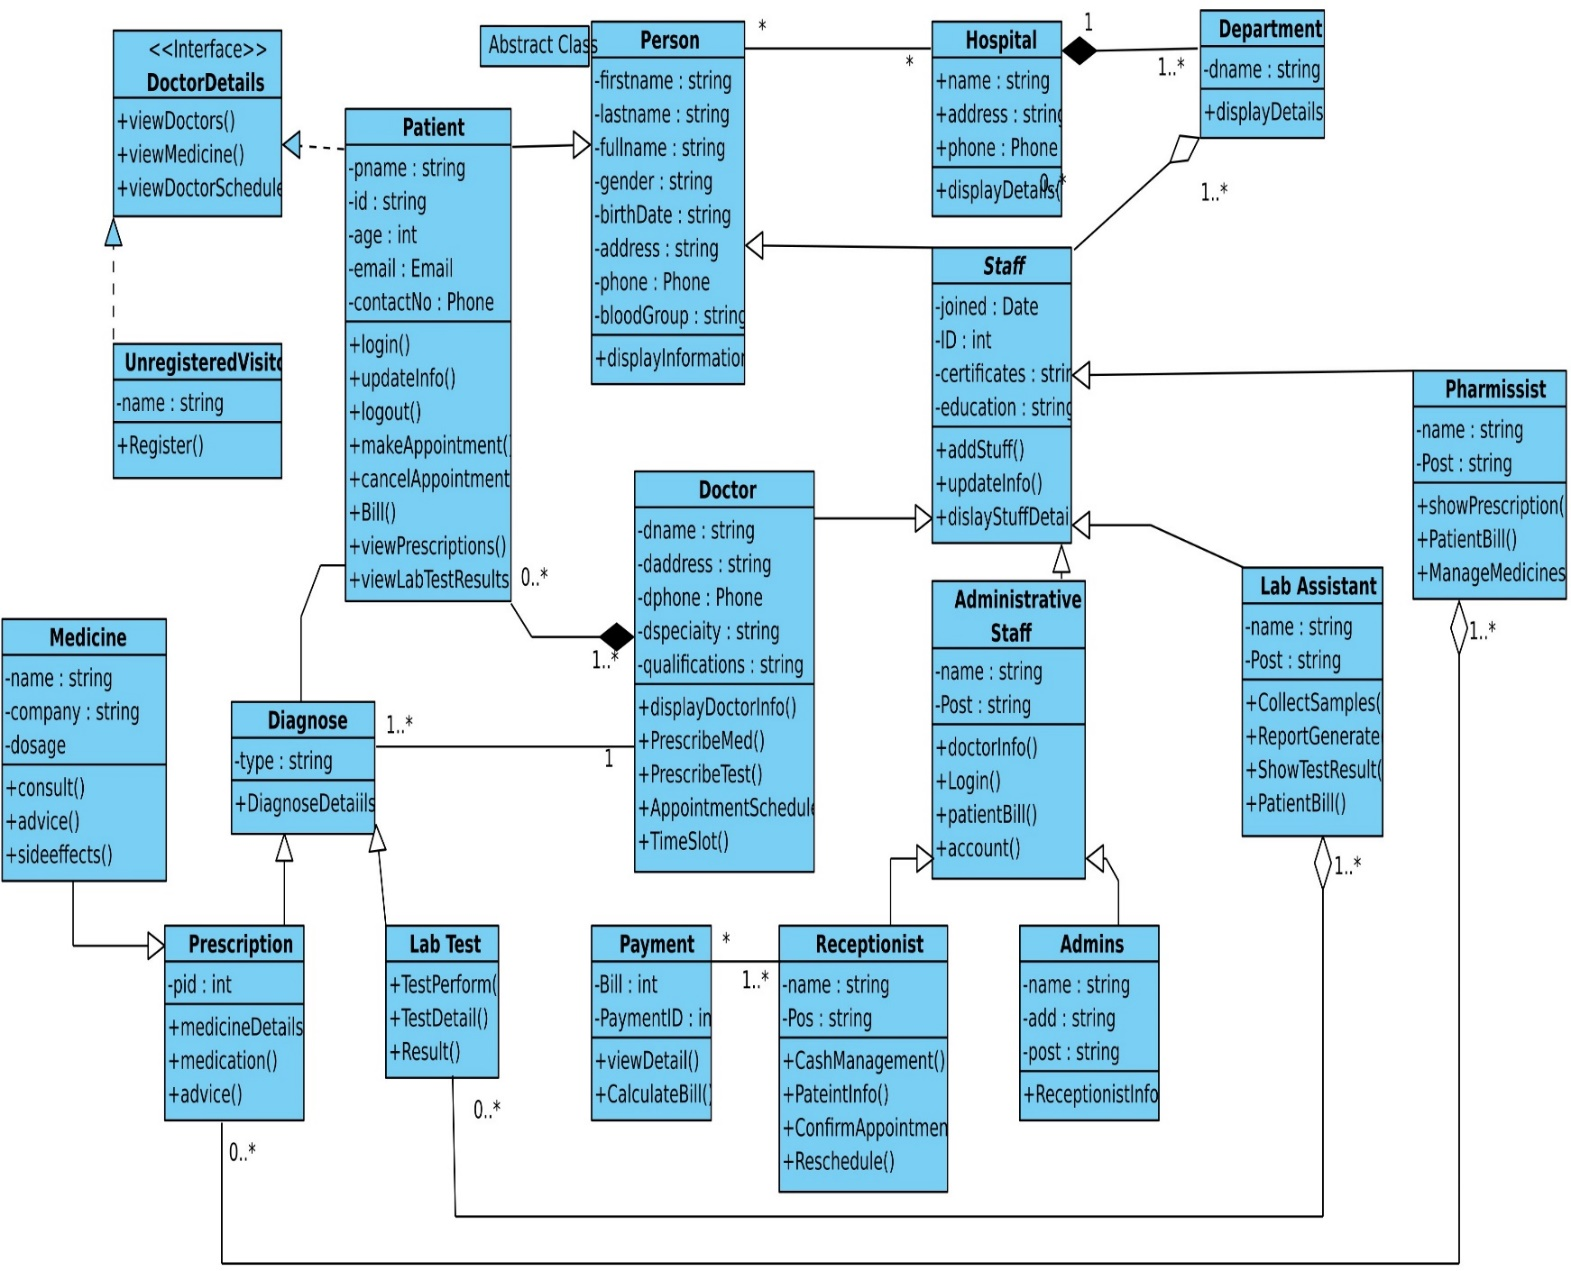 <<Interface>>
DoctorDetails
+viewDoctors()
+viewMedicine()
+viewDoctorSchedule
UnregisteredVisito
-name : string
+Register()
Patient
-pname : string
-id : string
-age : int
-email : Email
-contactNo : Phone
+login()
+updateInfo()
+logout()
+makeAppointment()
+cancelAppointment
+Bill()
+viewPrescriptions()
+viewLabTestResults
0..*
Abstract Class
Person
-firstname : string
-lastname : string
-fullname : string
-gender : string
-birthDate : string
-address : string
-phone : Phone
-bloodGroup : string
+displayInformation
*
*
Hospital
+name : string
+address : string
+phone : Phone
+displayDetails(
0..*
1
1..*
Department
-dname : string
+displayDetails
1..*
Staff
-joined : Date
-ID : int
-certificates : strin
-education : string
+addStuff()
+updateInfo()
+dislayStuffDetai
Pharmissist
-name : string
-Post : string
+showPrescription(
+PatientBill()
+ManageMedicines
1..*
Doctor
-dname : string
-daddress : string
-dphone : Phone
-dspeciaity : string
-qualifications : string
+displayDoctorInfo()
+PrescribeMed()
+PrescribeTest()
+AppointmentSchedule
+TimeSlot()
1..*
Administrative
Staff
-name : string
-Post : string
+doctorInfo()
+Login()
+patientBill()
+account()
Lab Assistant
-name : string
-Post : string
+CollectSamples(
+ReportGenerate
+ShowTestResult(
+PatientBill()
1..*
Medicine
-name : string
-company : string
-dosage
+consult()
+advice()
+sideeffects()
Diagnose
-type : string
+DiagnoseDetaiils
1..*
1
Prescription
-pid : int
+medicineDetails
+medication()
+advice()
0..*
Lab Test
+TestPerform(
+TestDetail()
+Result()
0..*
Payment
-Bill : int
-PaymentID : in
+viewDetail()
+CalculateBill()
*
1..*
Receptionist
-name : string
-Pos : string
+CashManagement()
+PateintInfo()
+ConfirmAppointmen
+Reschedule()
Admins
-name : string
-add : string
-post : string
+ReceptionistInfo